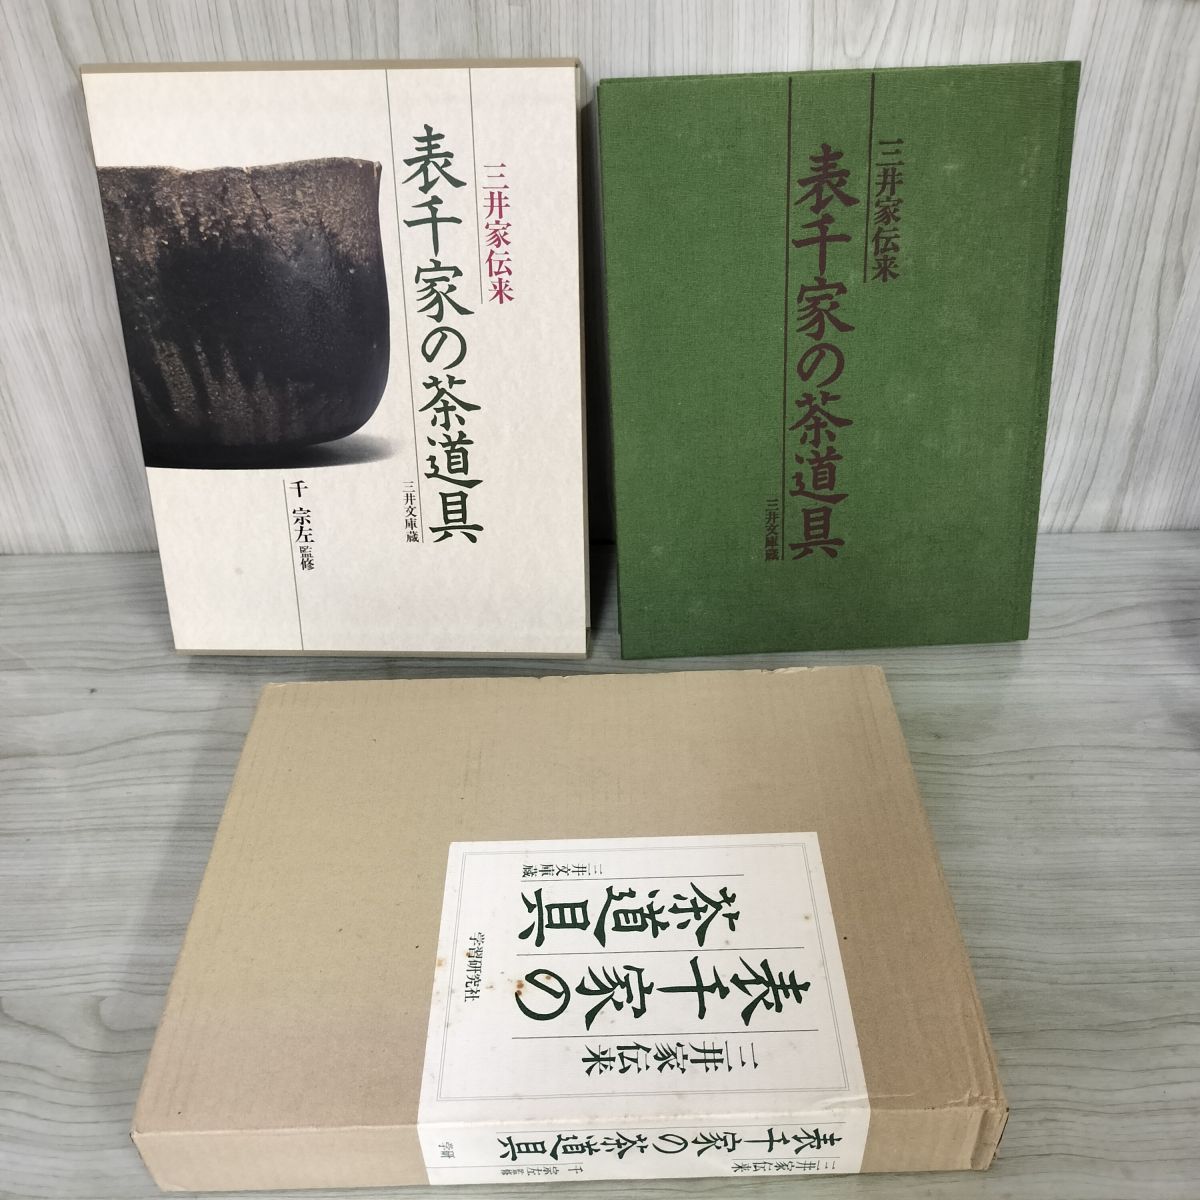 三井家伝来
表千家の茶道具
三井文庫蔵
千 宗左 監修
三井家伝来
表千家の茶道具
三井文庫蔵
三井家伝来
表千家の
茶道具
三井文庫蔵
学習研究社
三井家伝来
表千家の茶道具
千 宗左 監修
学研